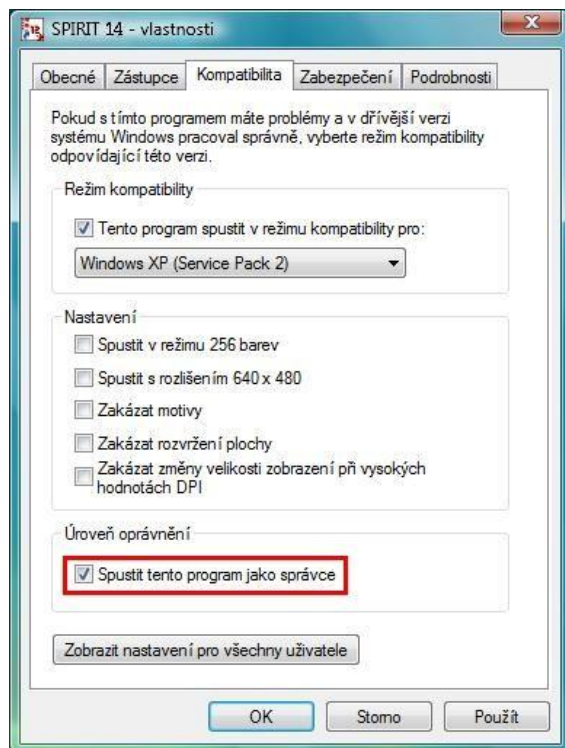 SPIRIT 14 - vlastnosti
Obecné Zástupce Kompatibilita Zabezpečení Podrobnosti
Pokud s tímto programem máte problémy a v dřívější verzi
systému Windows pracoval správně, vyberte režim kompatibility
odpovídající této verzi.
Režim kompatibility
Tento program spustit v režimu kompatibility pro:
Windows XP (Service Pack 2)
Nastavení
Spustit v režimu 256 barev
Spustit s rozlišením 640 x 480
Zakázat motivy
Zakázat rozvržení plochy
Zakázat změny velikosti zobrazení při vysokých
hodnotách DPI
Úroveň oprávnění
Spustit tento program jako správce
Zobrazit nastavení pro všechny uživatele
OK Storno Použít